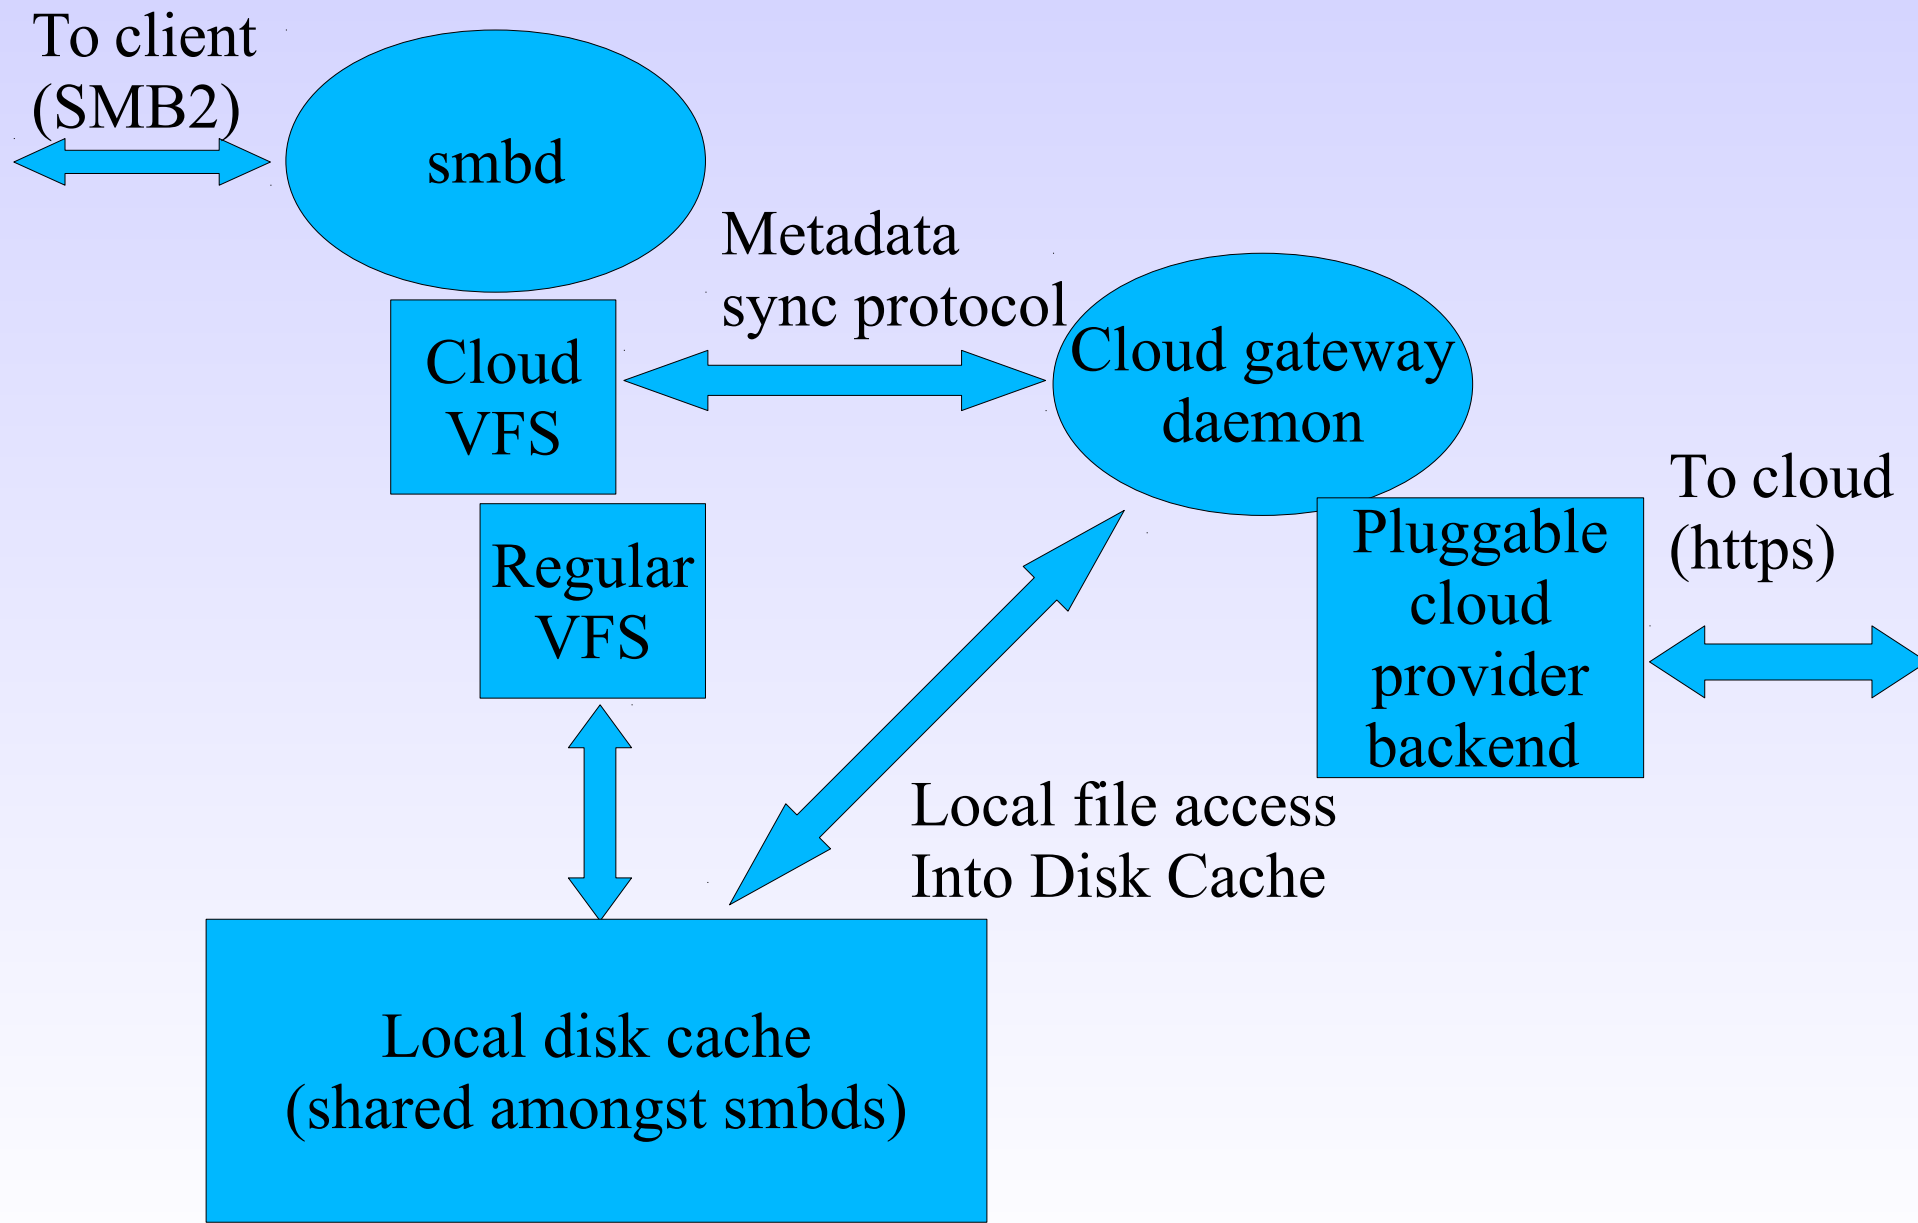 To client
(SMB2)
smbd
Metadata
sync protocol
Cloud
VFS
Cloud gateway
daemon
Regular
VFS
Pluggable
cloud
provider
backend
To cloud
(https)
Local file access
Into Disk Cache
Local disk cache
(shared amongst smbds)